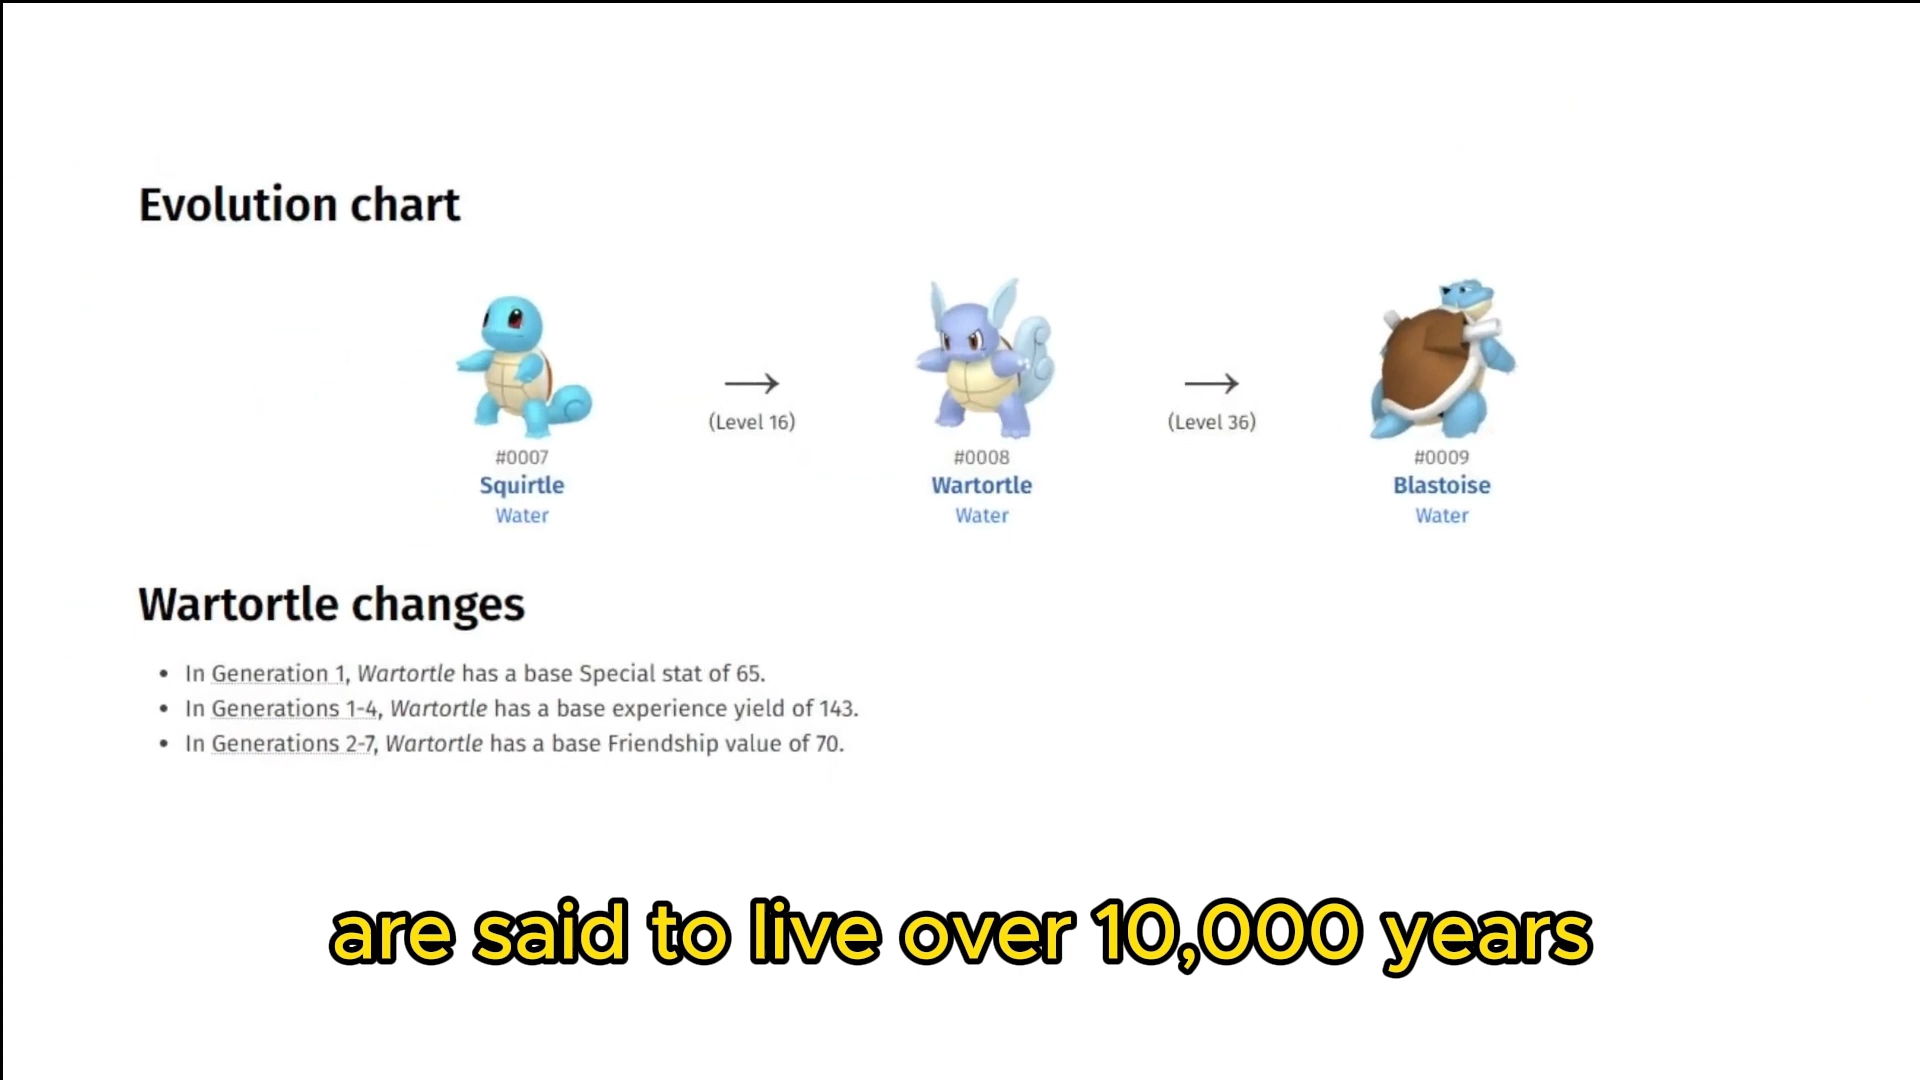 Evolution chart
(Level 16)
(Level 36)
#0007
#0008
#0009
Squirtle
Wartortle
Blastoise
Water
Water
Water
Wartortle changes
• In Generation 1, Wartortle has a base Special stat of 65.
• In Generations 1-4, Wartortle has a base experience yield of 143.
• In Generations 2-7, Wartortle has a base Friendship value of 70.
are said to live over 10,000 years